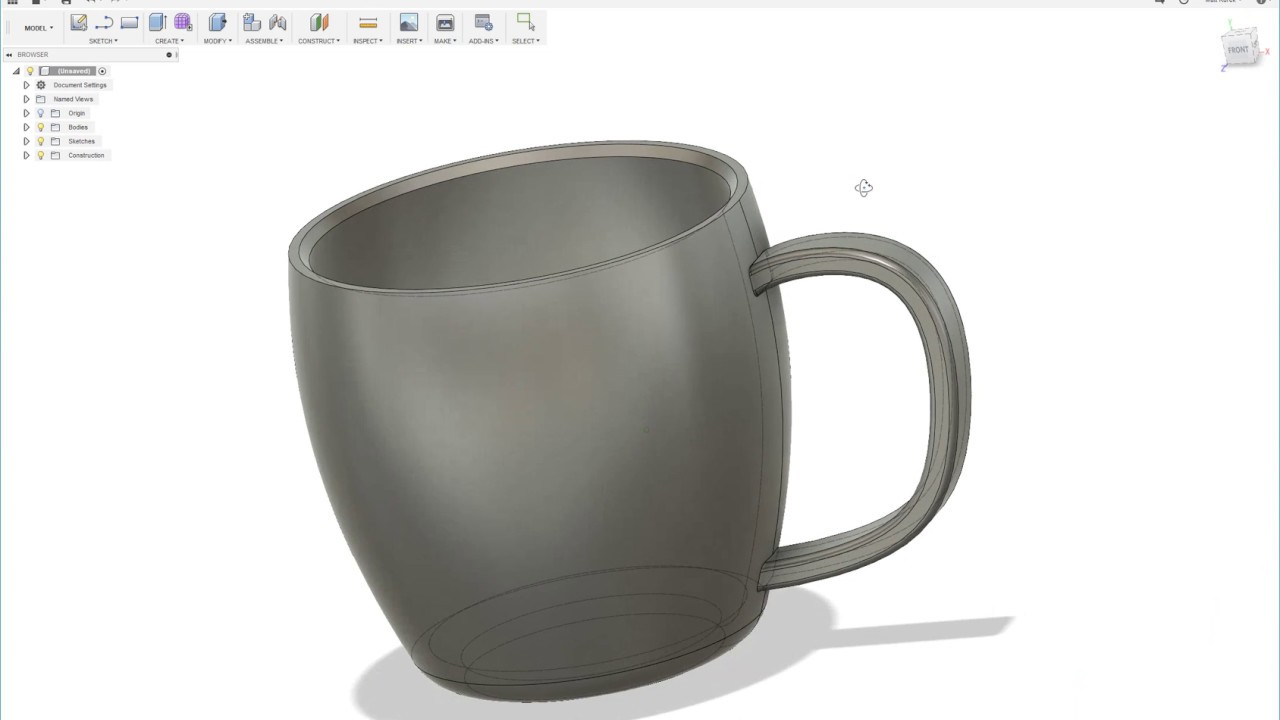 MODEL
SKETCH
CREATE
MODIFY
ASSEMBLE
CONSTRUCT
INSPECT
INSERT
MAKE
ADD-INS
SELECT
BROWSER
(Unsaved)
Document Settings
Named Views
Origin
Bodies
Sketches
Construction
FRONT
X
Y
Z